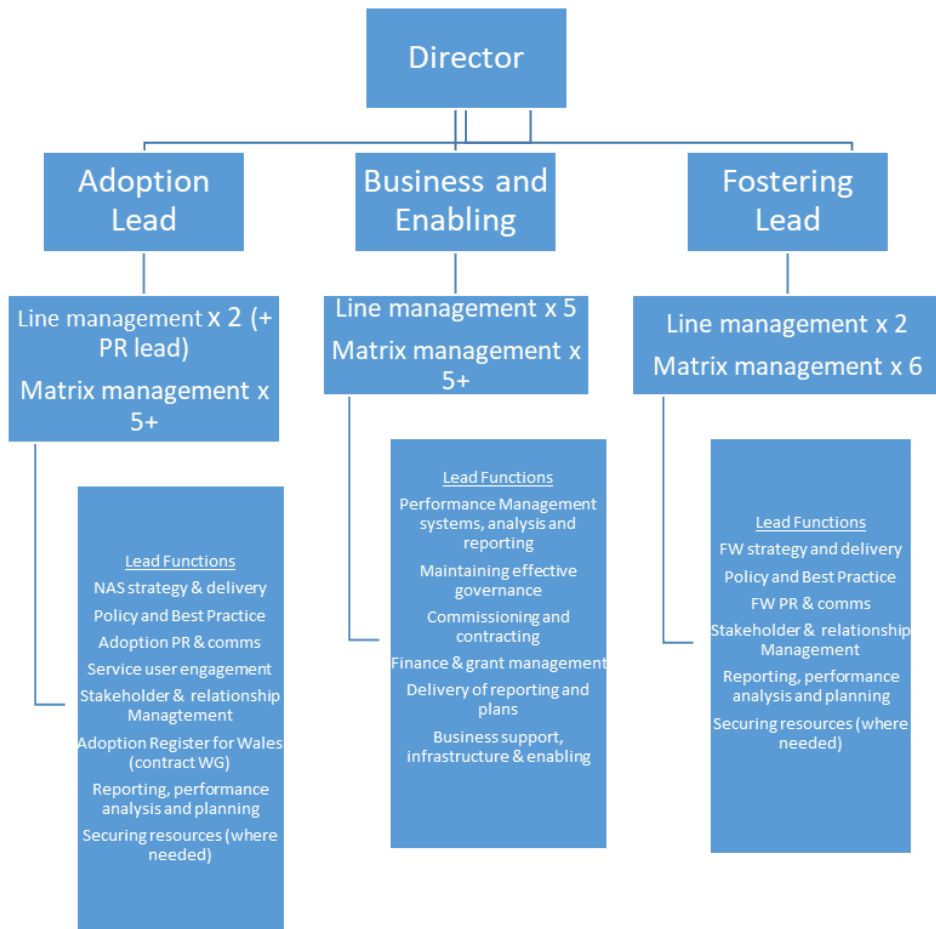 Director
Adoption
Lead
Business and
Enabling
Fostering
Lead
Line management x 2 (+
PR lead)
Matrix management x
5+
Line management x 5
Matrix management x
5+
Line management x 2
Matrix management x 6
Lead Functions
NAS strategy & delivery
Policy and Best Practice
Adoption PR & comms
Service user engagement
Stakeholder & relationship
Managtement
Adoption Register for Wales
(contract WG)
Reporting, performance
analysis and planning
Securing resources (where
needed)
Lead Functions
Performance Management
systems, analysis and
reporting
Maintaining effective
governance
Commissioning and
contracting
Finance & grant management
Delivery of reporting and
plans
Business support,
infrastructure & enabling
Lead Functions
FW strategy and delivery
Policy and Best Practice
FW PR & comms
Stakeholder & relationship
Management
Reporting, performance
analysis and planning
Securing resources (where
needed)